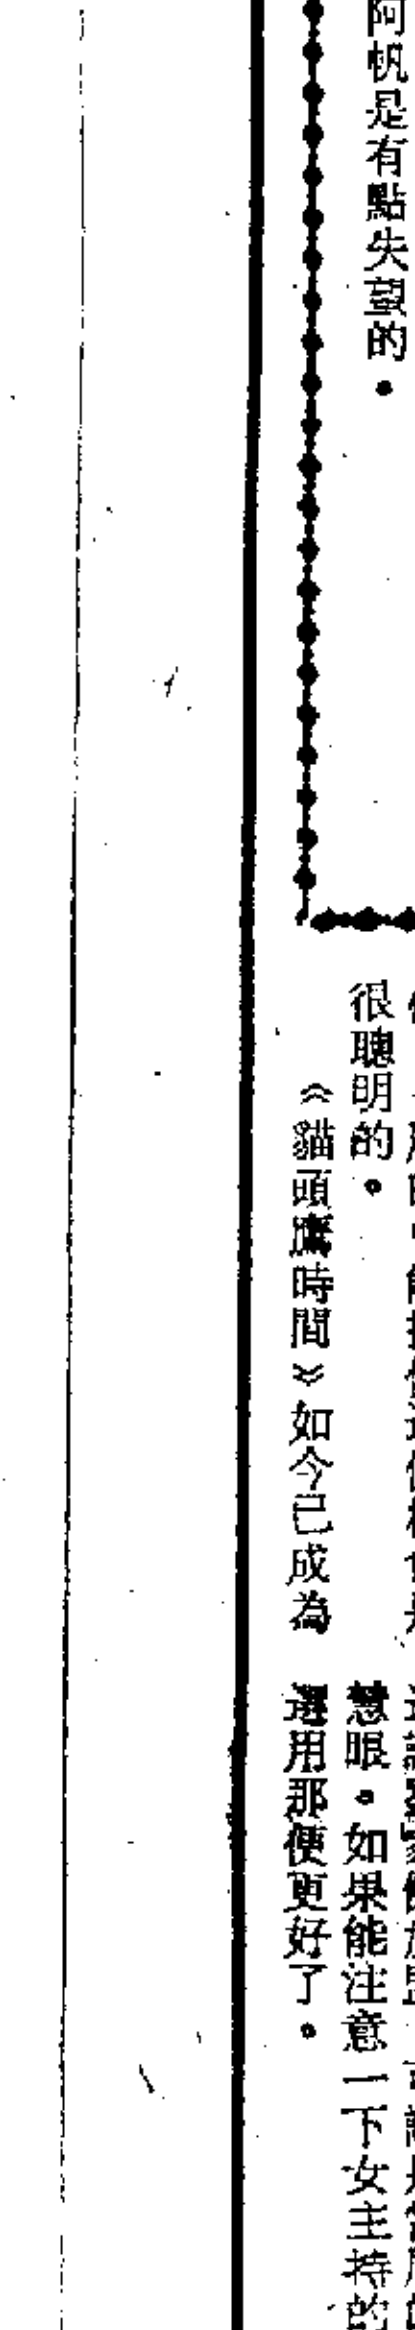 阿帆是有點失望的。
很聰明的。
《貓頭鷹時間》如今已成為
慧眼。如果能注意一下女主持的
選用那便更好了。